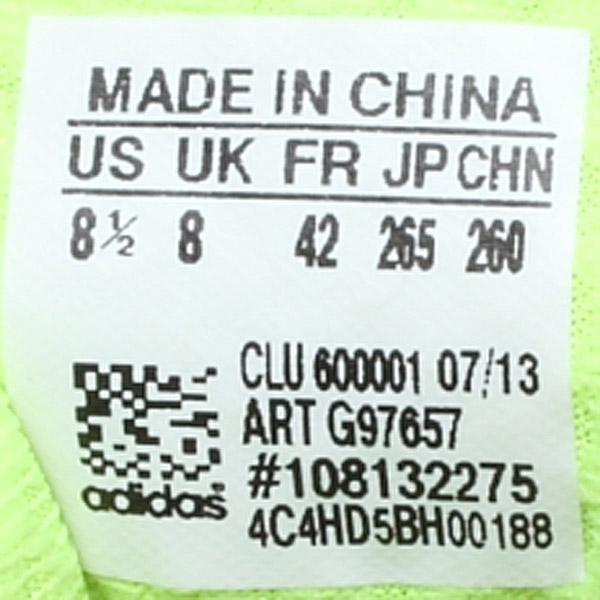 MADE IN CHINA
US UK FR JP CHN
8½ 8 42 265 260
CLU 600001 07/13
ART G97657
#108132275
adidas
4C4HD5BH00188